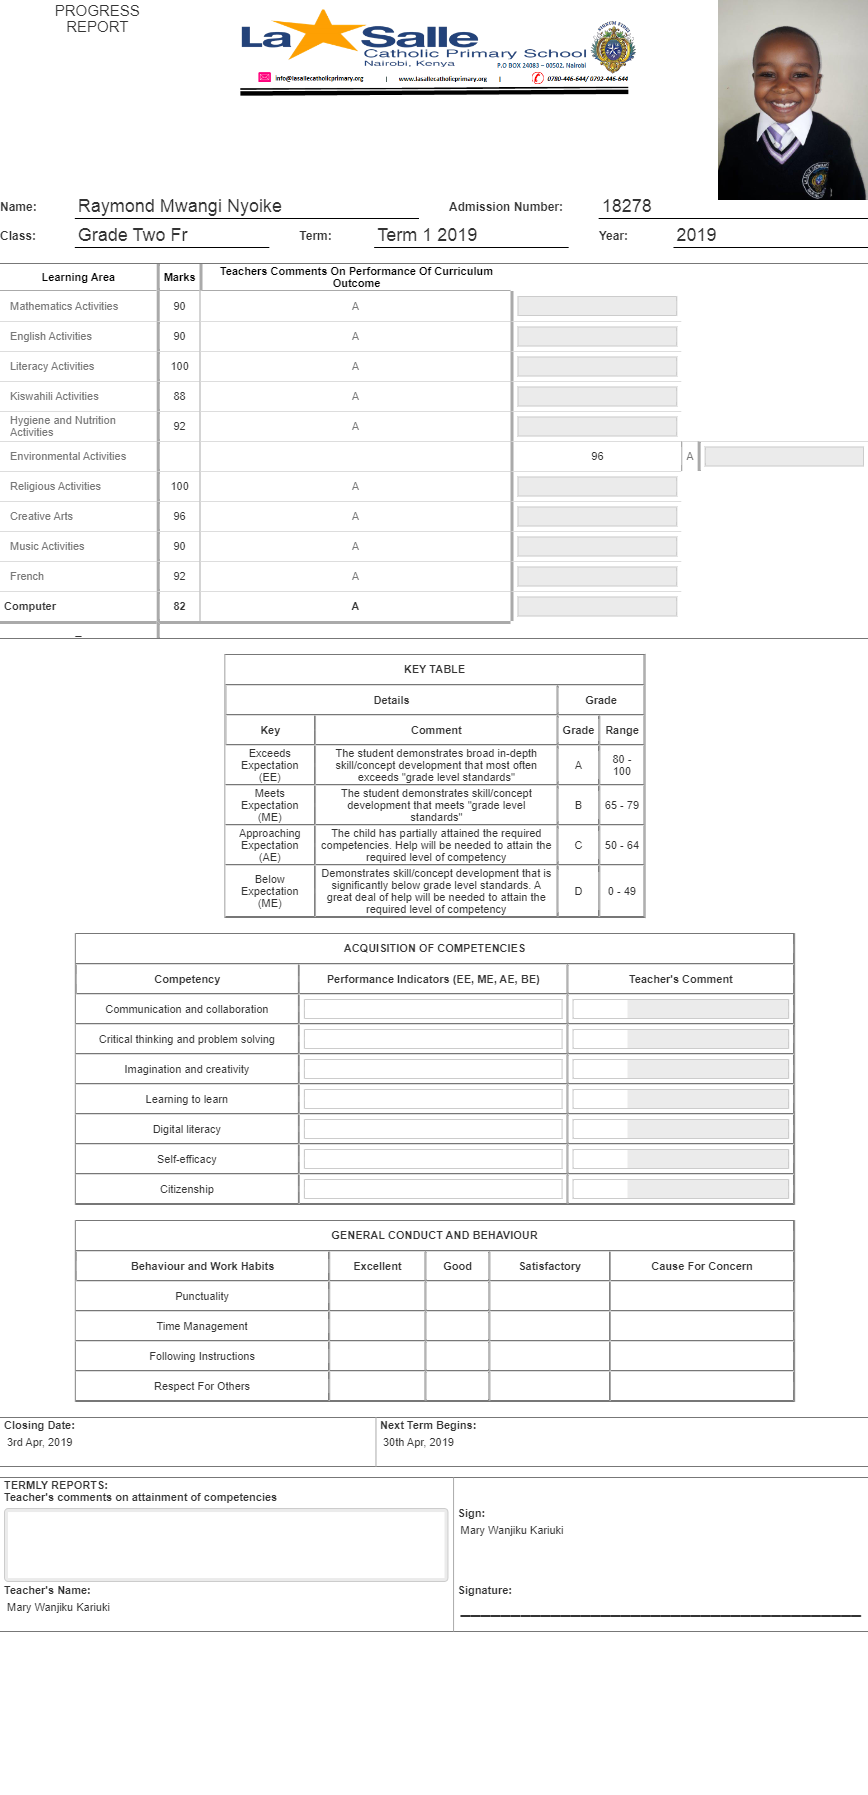 PROGRESS
REPORT
La Salle
Catholic Primary School
Nairobi, Kenya
P.O BOX 24083 – 00502, Nairobi
info@lasallecatholicprimary.org | www.lasallecatholicprimary.org | 0780-446-644/ 0792-446-644
Name: Raymond Mwangi Nyoike Admission Number: 18278
Class: Grade Two Fr Term: Term 1 2019 Year: 2019
Learning Area Marks Teachers Comments On Performance Of Curriculum
Outcome
Mathematics Activities 90 A
English Activities 90 A
Literacy Activities 100 A
Kiswahili Activities 88 A
Hygiene and Nutrition
Activities 92 A
Environmental Activities 96 A
Religious Activities 100 A
Creative Arts 96 A
Music Activities 90 A
French 92 A
Computer 82 A
KEY TABLE
Details Grade
Key Comment Grade Range
Exceeds
Expectation
(EE)
The student demonstrates broad in-depth
skill/concept development that most often
exceeds "grade level standards"
A
80 -
100
Meets
Expectation
(ME)
The student demonstrates skill/concept
development that meets "grade level
standards"
B
65 - 79
Approaching
Expectation
(AE)
The child has partially attained the required
competencies. Help will be needed to attain the
required level of competency
C
50 - 64
Below
Expectation
(ME)
Demonstrates skill/concept development that is
significantly below grade level standards. A
great deal of help will be needed to attain the
required level of competency
D
0 - 49
ACQUISITION OF COMPETENCIES
Competency Performance Indicators (EE, ME, AE, BE) Teacher's Comment
Communication and collaboration
Critical thinking and problem solving
Imagination and creativity
Learning to learn
Digital literacy
Self-efficacy
Citizenship
GENERAL CONDUCT AND BEHAVIOUR
Behaviour and Work Habits Excellent Good Satisfactory Cause For Concern
Punctuality
Time Management
Following Instructions
Respect For Others
Closing Date: Next Term Begins:
3rd Apr, 2019 30th Apr, 2019
TERMLY REPORTS:
Teacher's comments on attainment of competencies
Sign:
Mary Wanjiku Kariuki
Teacher's Name: Signature:
Mary Wanjiku Kariuki